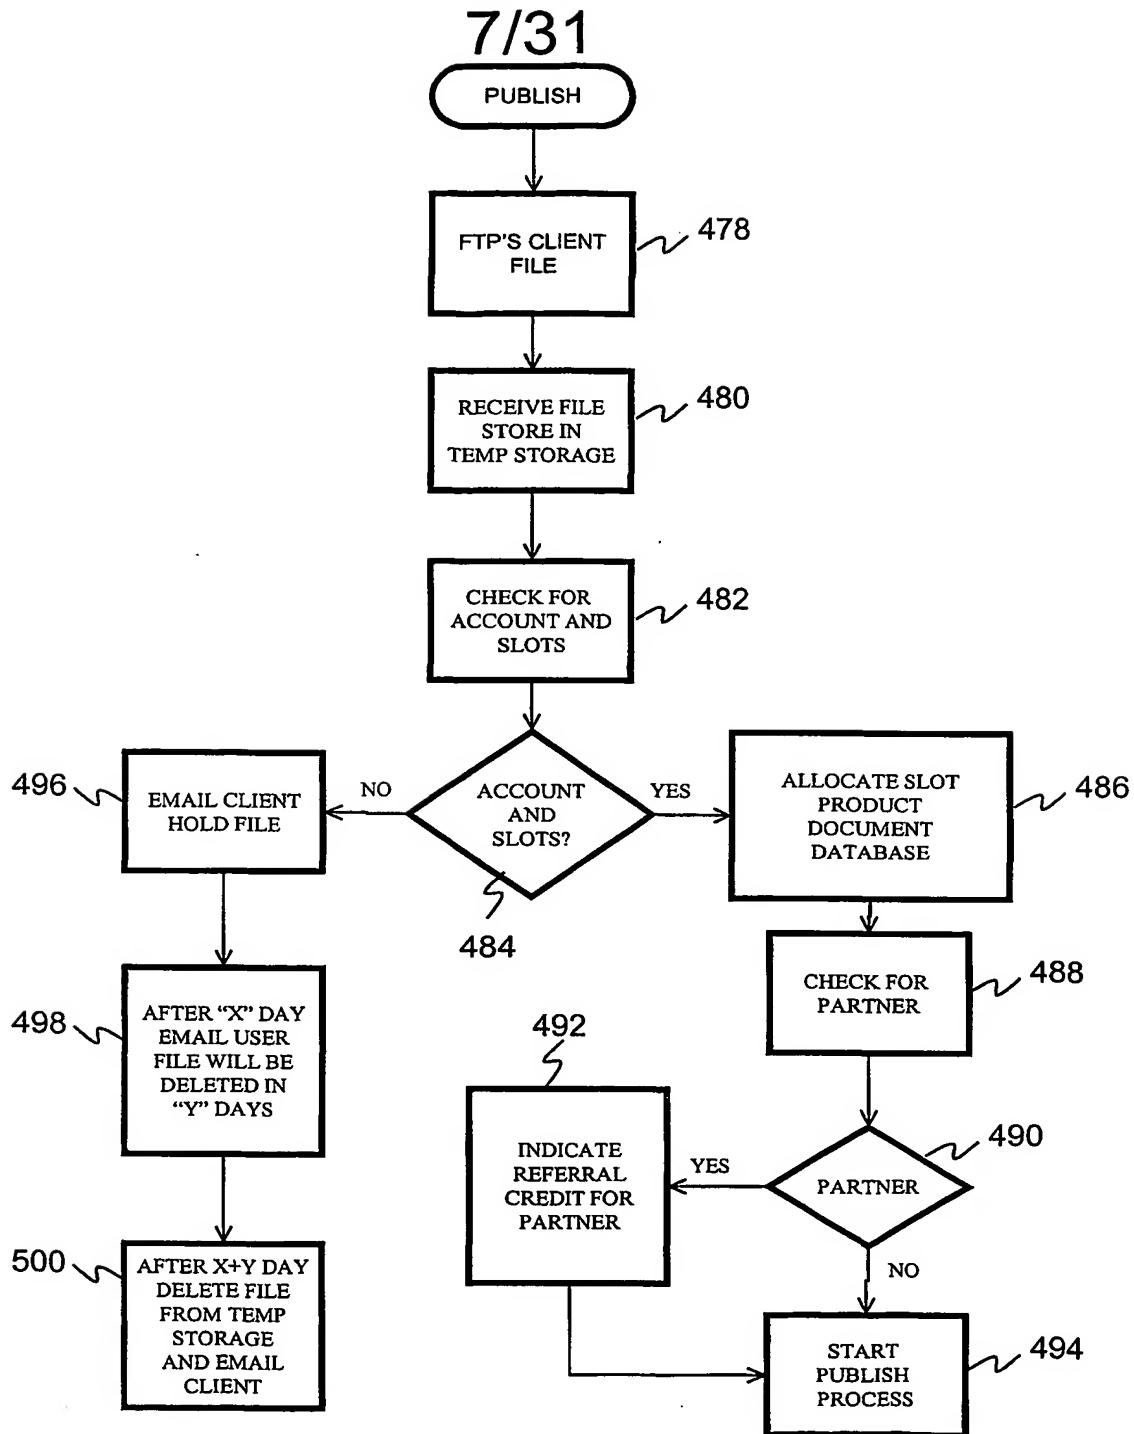 7/31
PUBLISH
FTP'S CLIENT
FILE
478
RECEIVE FILE
STORE IN
TEMP STORAGE
480
CHECK FOR
ACCOUNT AND
SLOTS
482
ACCOUNT
AND
SLOTS?
484
NO
YES
496
EMAIL CLIENT
HOLD FILE
ALLOCATE SLOT
PRODUCT
DOCUMENT
DATABASE
486
498
AFTER “X” DAY
EMAIL USER
FILE WILL BE
DELETED IN
“Y” DAYS
CHECK FOR
PARTNER
488
492
INDICATE
REFERRAL
CREDIT FOR
PARTNER
YES
PARTNER
490
NO
500
AFTER X+Y DAY
DELETE FILE
FROM TEMP
STORAGE
AND EMAIL
CLIENT
START
PUBLISH
PROCESS
494